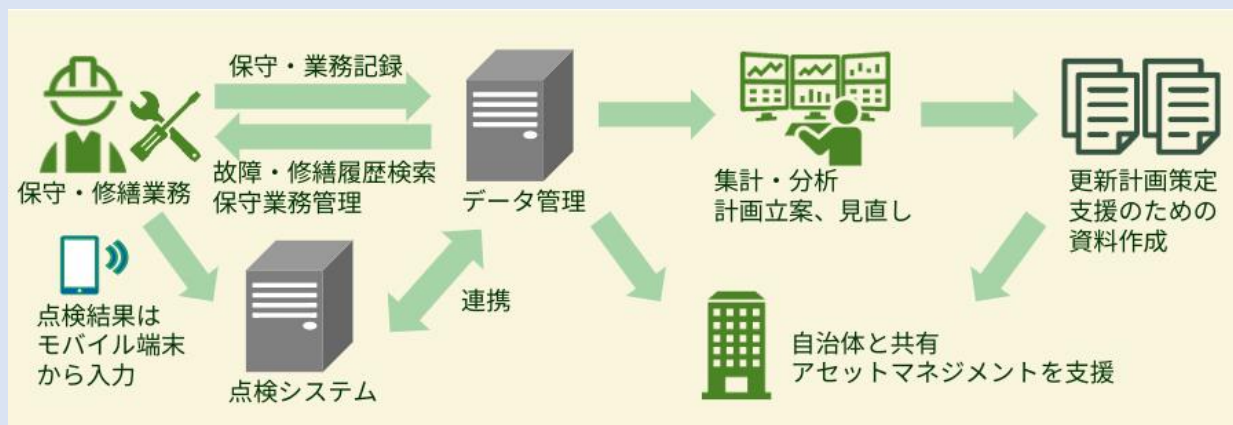 保守・業務記録
故障・修繕履歴検索
保守業務管理
保守・修繕業務
データ管理
集計・分析
計画立案、見直し
更新計画策定
支援のための
資料作成
点検結果は
モバイル端末
から入力
点検システム
連携
自治体と共有
アセットマネジメントを支援